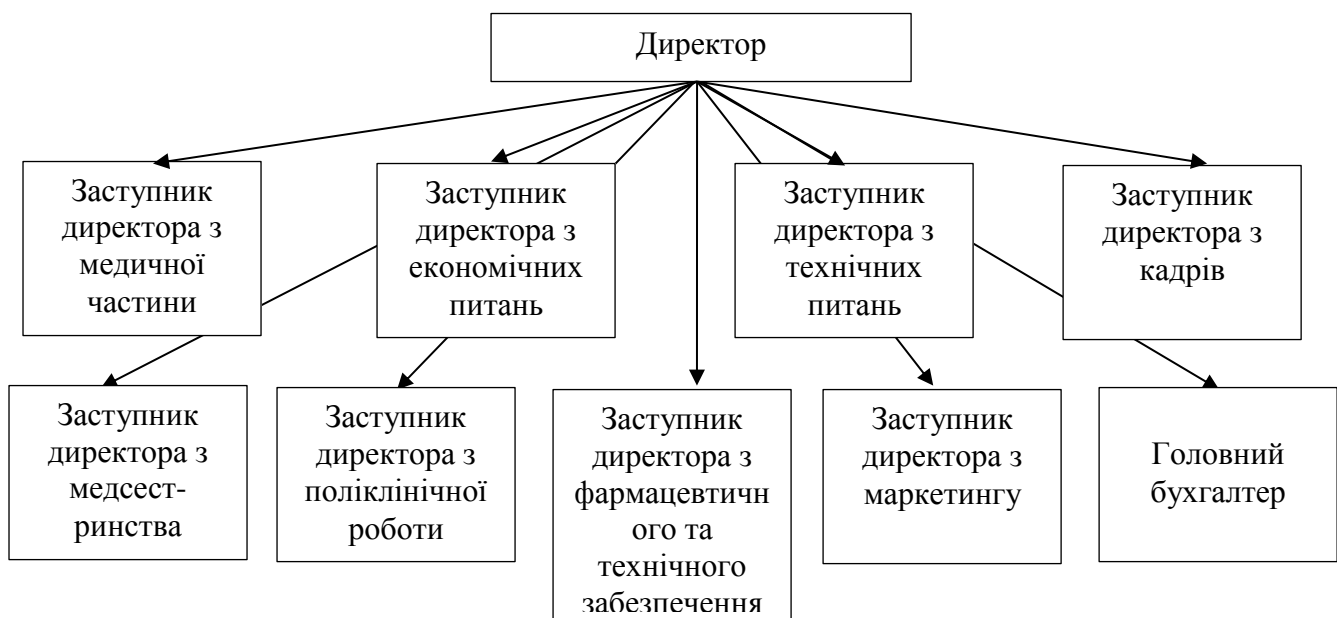 Директор
Заступник
директора з
медичної
частини
Заступник
директора з
економічних
питань
Заступник
директора з
технічних
питань
Заступник
директора з
кадрів
Заступник
директора з
медсест-
ринства
Заступник
директора з
поліклінічної
роботи
Заступник
директора з
фармацевтичн
ого та
технічного
забезпечення
Заступник
директора з
маркетингу
Головний
бухгалтер